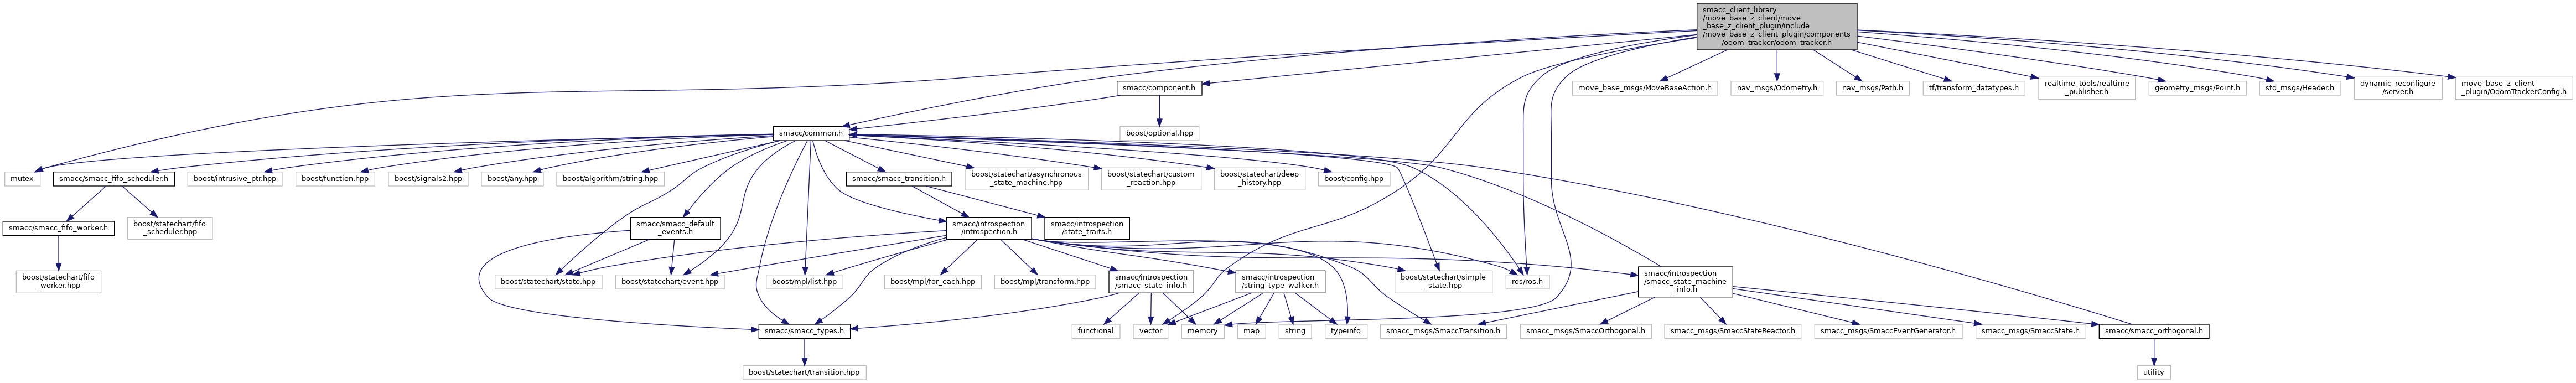 smacc_client_library
/move_base_z_client/move
_base_z_client_plugin/include
/move_base_z_client_plugin/components
/odom_tracker/odom_tracker.h
smacc/component.h
move_base_msgs/MoveBaseAction.h
nav_msgs/Odometry.h
nav_msgs/Path.h
tf/transform_datatypes.h
realtime_tools/realtime
_publisher.h
geometry_msgs/Point.h
std_msgs/Header.h
dynamic_reconfigure
/server.h
move_base_z_client
_plugin/OdomTrackerConfig.h
smacc/common.h
boost/optional.hpp
mutex
smacc/smacc_fifo_scheduler.h
boost/intrusive_ptr.hpp
boost/function.hpp
boost/signals2.hpp
boost/any.hpp
boost/algorithm/string.hpp
smacc/smacc_transition.h
boost/statechart/asynchronous
_state_machine.hpp
boost/statechart/custom
_reaction.hpp
boost/statechart/deep
_history.hpp
boost/config.hpp
smacc/smacc_fifo_worker.h
boost/statechart/fifo
_scheduler.hpp
smacc/smacc_default
_events.h
smacc/introspection
/introspection.h
smacc/introspection
/state_traits.h
boost/statechart/fifo
_worker.hpp
boost/statechart/state.hpp
boost/statechart/event.hpp
boost/mpl/list.hpp
boost/mpl/for_each.hpp
boost/mpl/transform.hpp
smacc/introspection
/smacc_state_info.h
smacc/introspection
/string_type_walker.h
boost/statechart/simple
_state.hpp
ros/ros.h
smacc/introspection
/smacc_state_machine
_info.h
smacc/smacc_types.h
functional
vector
memory
map
string
typeinfo
smacc_msgs/SmaccTransition.h
smacc_msgs/SmaccOrthogonal.h
smacc_msgs/SmaccStateReactor.h
smacc_msgs/SmaccEventGenerator.h
smacc_msgs/SmaccState.h
smacc/smacc_orthogonal.h
boost/statechart/transition.hpp
utility